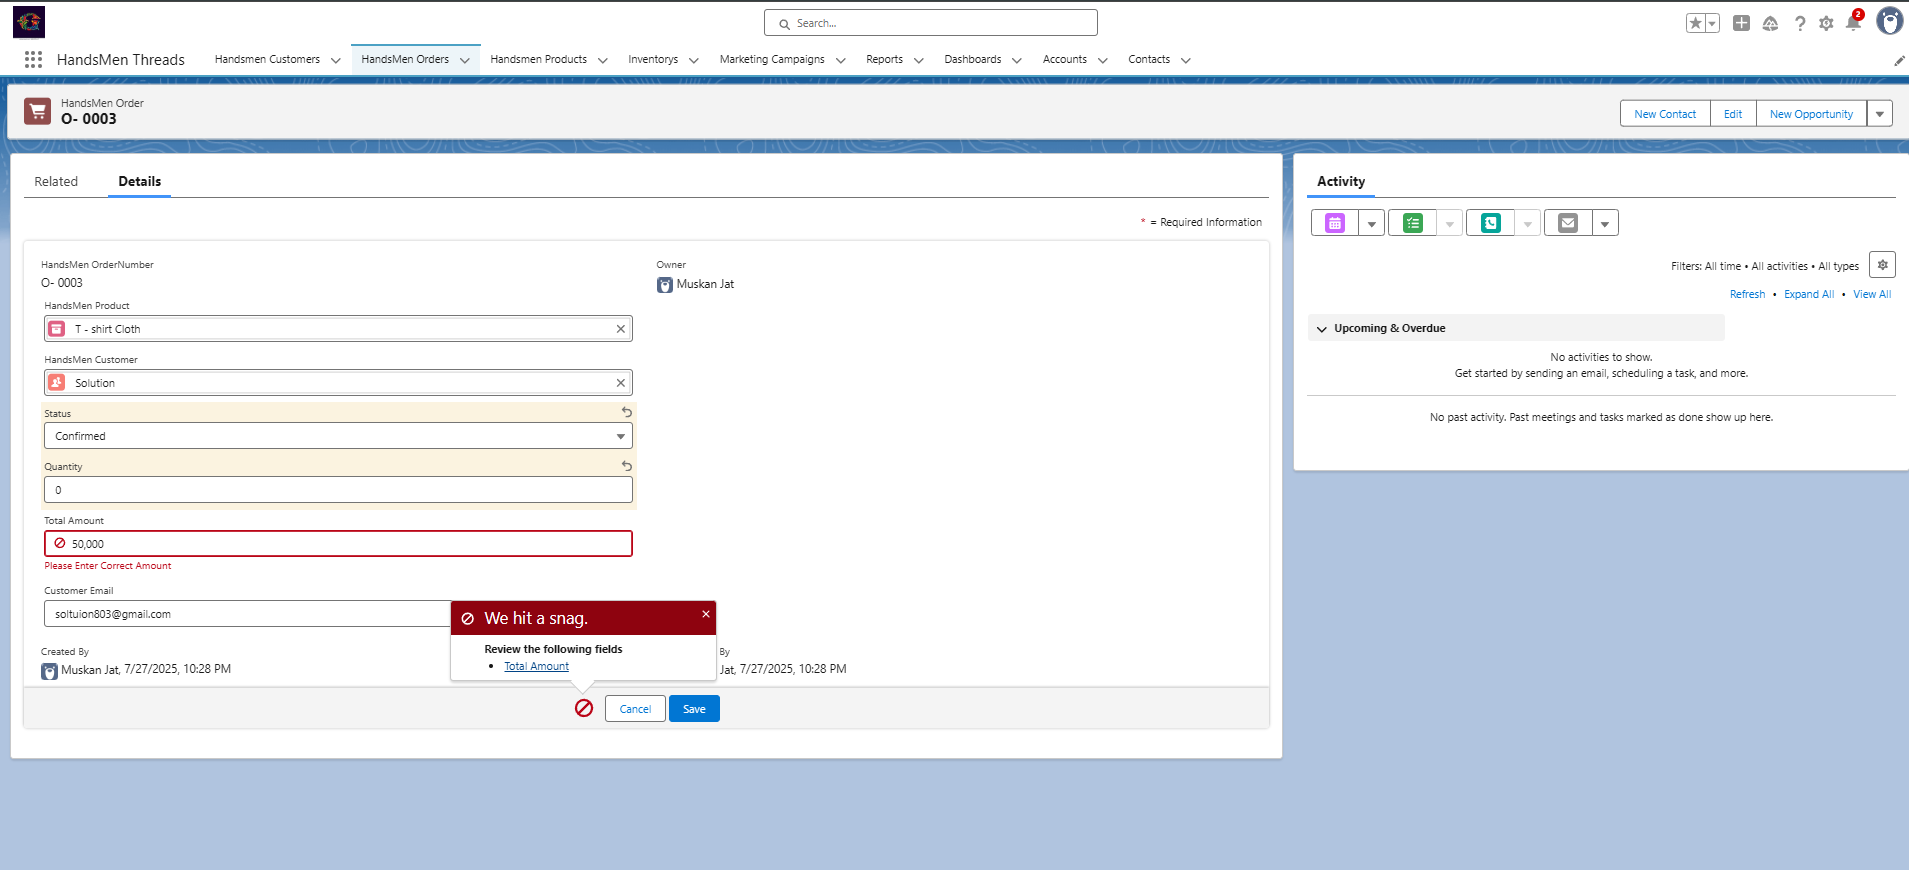 Search...
2
HandsMen Threads
Handsmen Customers
HandsMen Orders
Handsmen Products
Inventorys
Marketing Campaigns
Reports
Dashboards
Accounts
Contacts
HandsMen Order
O- 0003
New Contact
Edit
New Opportunity
Related
Details
* = Required Information
HandsMen OrderNumber
O- 0003
Owner
Muskan Jat
HandsMen Product
T - shirt Cloth
HandsMen Customer
Solution
Status
Confirmed
Quantity
0
Total Amount
50,000
Please Enter Correct Amount
Customer Email
soltuion803@gmail.com
Created By
Muskan Jat, 7/27/2025, 10:28 PM
By
Jat, 7/27/2025, 10:28 PM
We hit a snag.
Review the following fields
• Total Amount
Cancel
Save
Activity
Filters: All time • All activities • All types
Refresh • Expand All • View All
Upcoming & Overdue
No activities to show.
Get started by sending an email, scheduling a task, and more.
No past activity. Past meetings and tasks marked as done show up here.